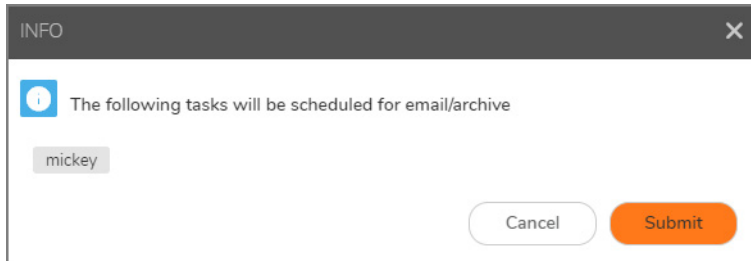 INFO
The following tasks will be scheduled for email/archive
mickey
Cancel Submit